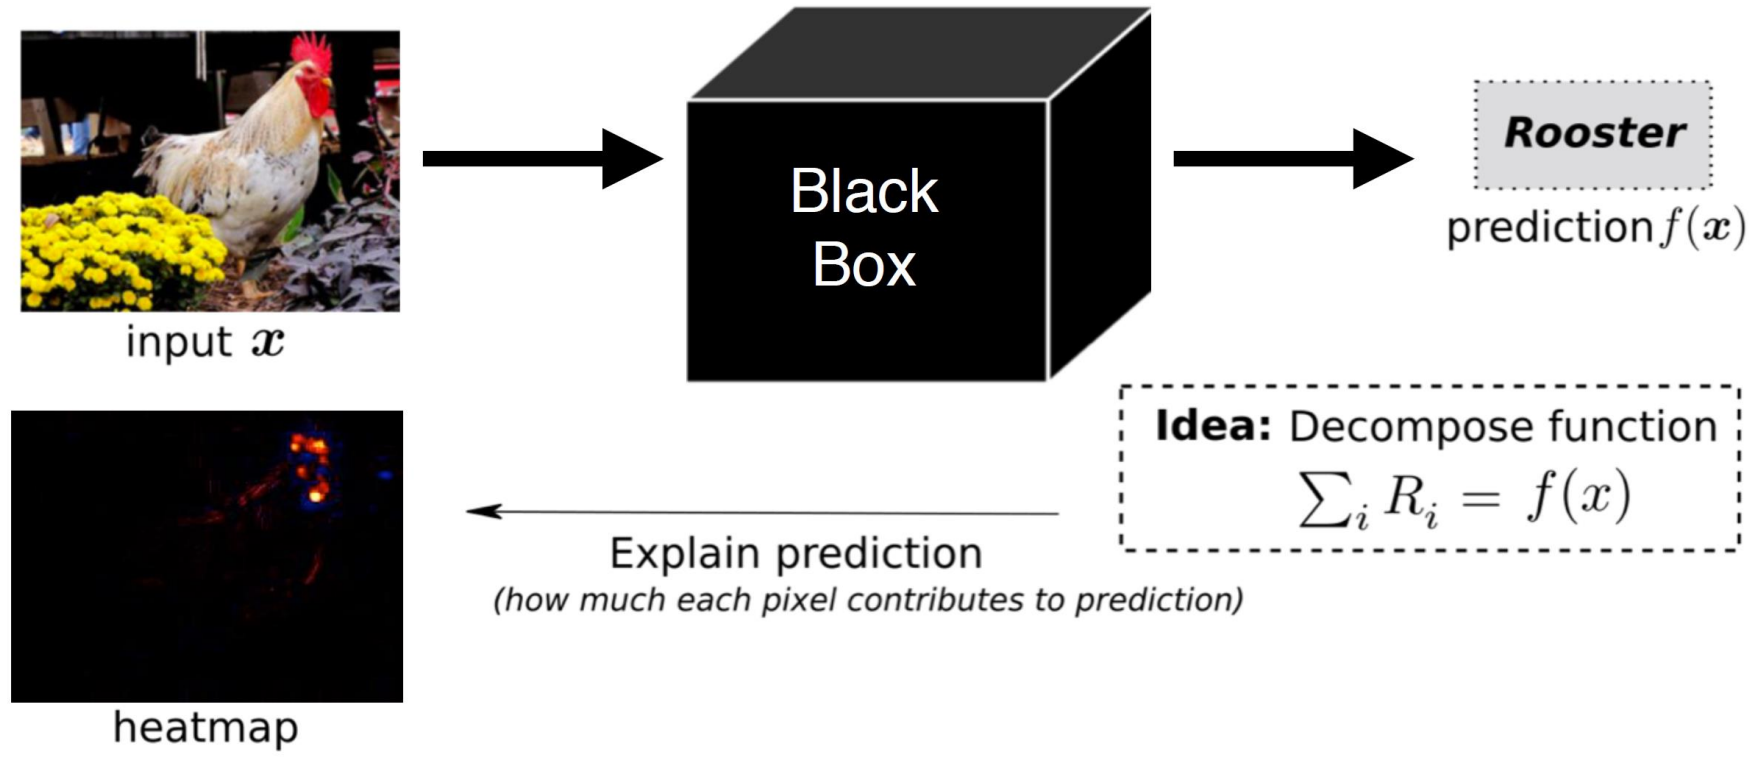 Black
Box
Rooster
prediction f(x)
input x
Idea: Decompose function
∑i Ri = f(x)
Explain prediction
(how much each pixel contributes to prediction)
heatmap